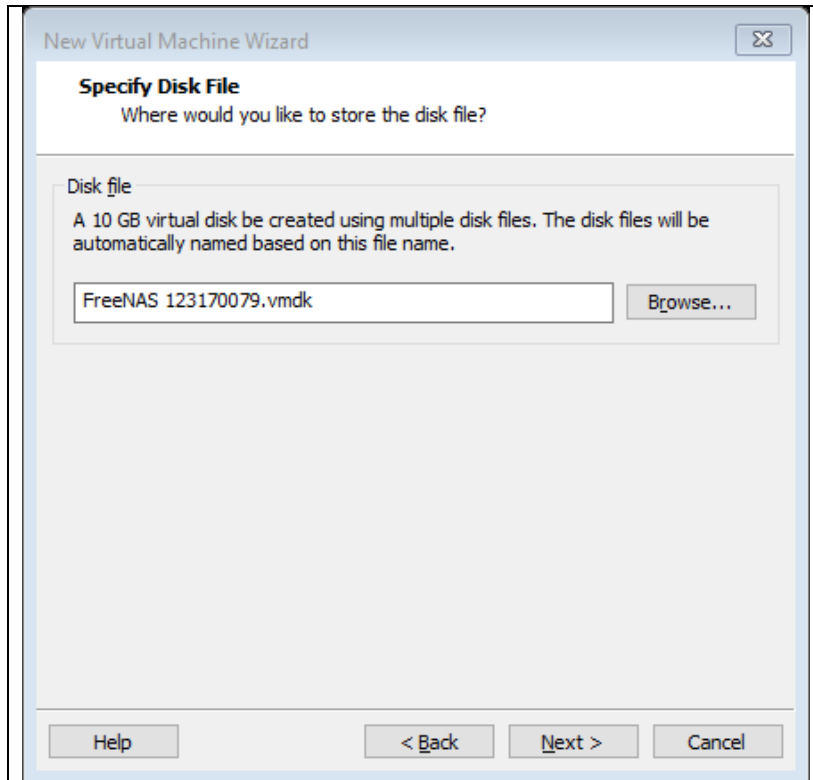 New Virtual Machine Wizard
Specify Disk File
Where would you like to store the disk file?
Disk file
A 10 GB virtual disk be created using multiple disk files. The disk files will be
automatically named based on this file name.
FreeNAS 123170079.vmdk
Browse...
Help
< Back
Next >
Cancel